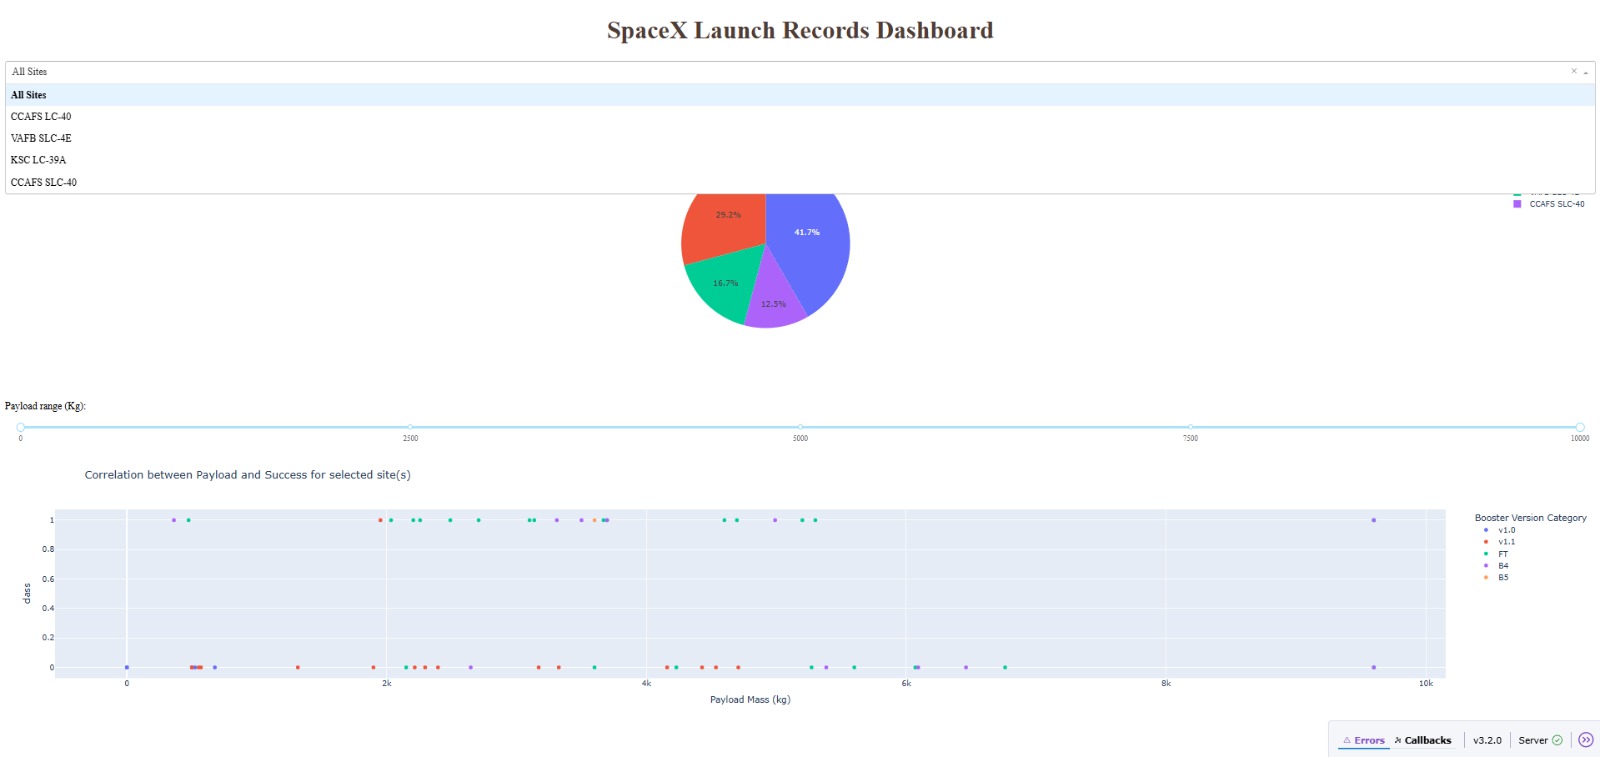 SpaceX Launch Records Dashboard
All Sites
All Sites
CCAFS LC-40
VAFB SLC-4E
KSC LC-39A
CCAFS SLC-40
CCAFS SLC-40
29.2%
41.7%
16.7%
12.5%
Payload range (Kg):
0 2500 5000 7500 10000
Correlation between Payload and Success for selected site(s)
Booster Version Category
v1.0
v1.1
FT
B4
B5
class
1
0.8
0.6
0.4
0.2
0
0 2k 4k 6k 8k 10k
Payload Mass (kg)
Errors Callbacks v3.2.0 Server